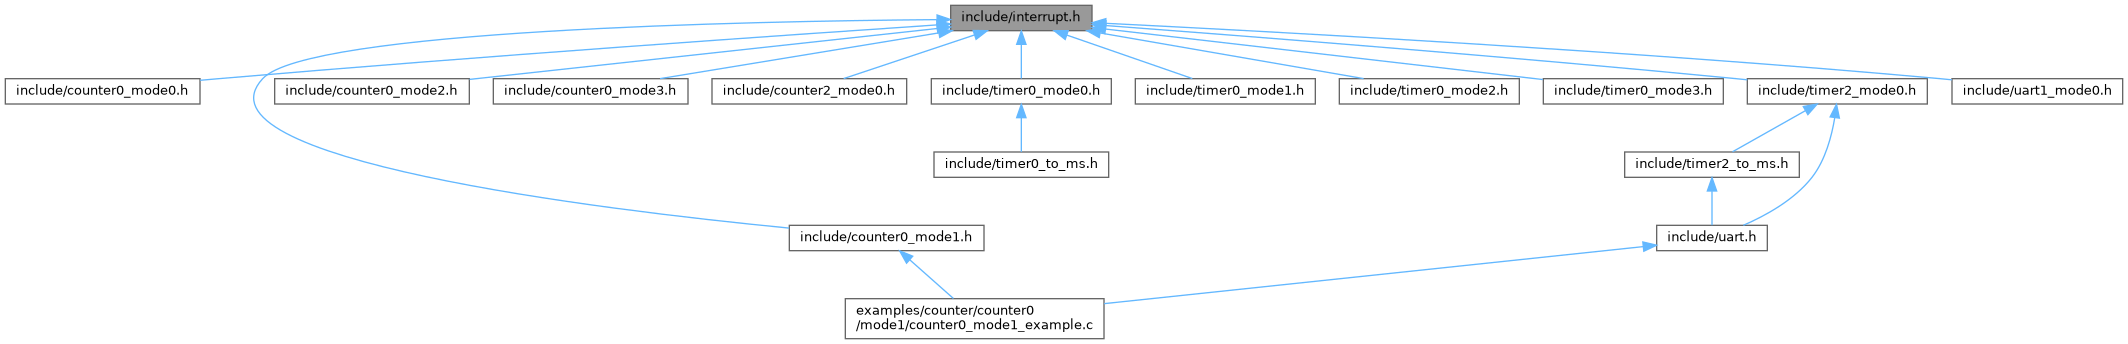 include/interrupt.h
include/counter0_mode0.h
include/counter0_mode2.h
include/counter0_mode3.h
include/counter2_mode0.h
include/timer0_mode0.h
include/timer0_mode1.h
include/timer0_mode2.h
include/timer0_mode3.h
include/timer2_mode0.h
include/uart1_mode0.h
include/timer0_to_ms.h
include/timer2_to_ms.h
include/counter0_mode1.h
include/uart.h
examples/counter/counter0
/mode1/counter0_mode1_example.c